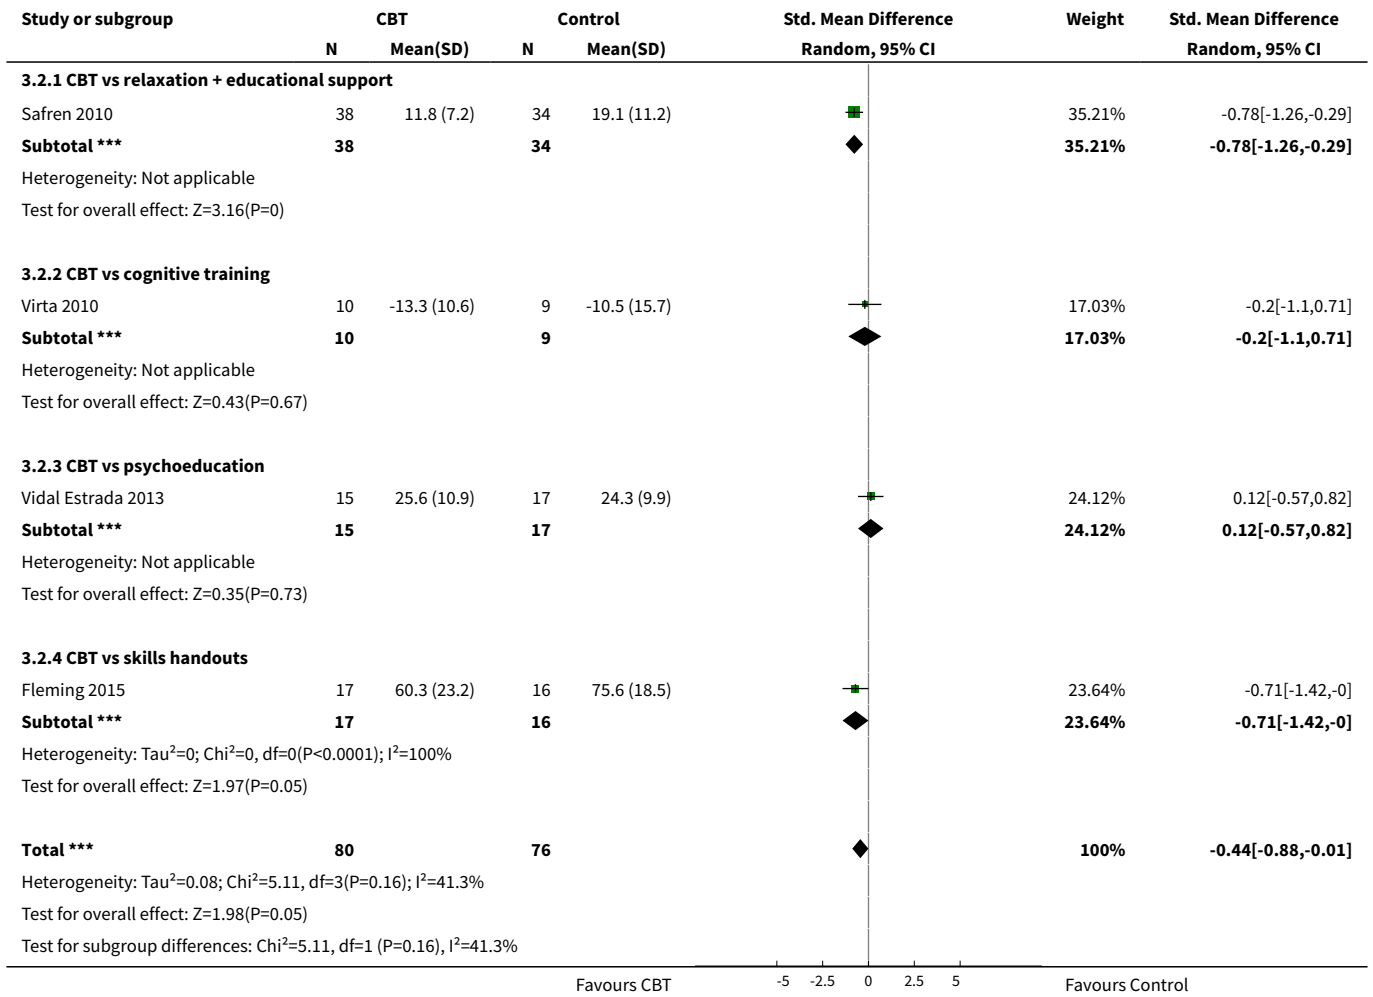 Study or subgroup CBT Control Std. Mean Difference Weight Std. Mean Difference
N Mean(SD) N Mean(SD) Random, 95% CI Random, 95% CI
3.2.1 CBT vs relaxation + educational support
Safren 2010 38 11.8 (7.2) 34 19.1 (11.2) 35.21% -0.78[-1.26,-0.29]
Subtotal *** 38 34 35.21% -0.78[-1.26,-0.29]
Heterogeneity: Not applicable
Test for overall effect: Z=3.16(P=0)
3.2.2 CBT vs cognitive training
Virta 2010 10 -13.3 (10.6) 9 -10.5 (15.7) 17.03% -0.2[-1.1,0.71]
Subtotal *** 10 9 17.03% -0.2[-1.1,0.71]
Heterogeneity: Not applicable
Test for overall effect: Z=0.43(P=0.67)
3.2.3 CBT vs psychoeducation
Vidal Estrada 2013 15 25.6 (10.9) 17 24.3 (9.9) 24.12% 0.12[-0.57,0.82]
Subtotal *** 15 17 24.12% 0.12[-0.57,0.82]
Heterogeneity: Not applicable
Test for overall effect: Z=0.35(P=0.73)
3.2.4 CBT vs skills handouts
Fleming 2015 17 60.3 (23.2) 16 75.6 (18.5) 23.64% -0.71[-1.42,-0]
Subtotal *** 17 16 23.64% -0.71[-1.42,-0]
Heterogeneity: Tau²=0; Chi²=0, df=0(P<0.0001); I²=100%
Test for overall effect: Z=1.97(P=0.05)
Total *** 80 76 100% -0.44[-0.88,-0.01]
Heterogeneity: Tau²=0.08; Chi²=5.11, df=3(P=0.16); I²=41.3%
Test for overall effect: Z=1.98(P=0.05)
Test for subgroup differences: Chi²=5.11, df=1 (P=0.16), I²=41.3%
Favours CBT -5 -2.5 0 2.5 5 Favours Control